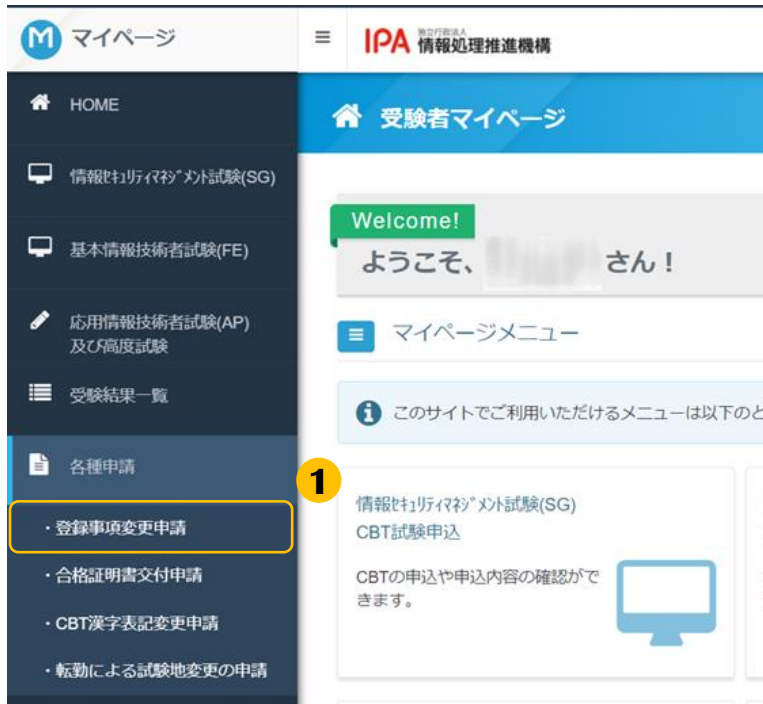 M マイページ
≡ IPA 独立行政法人 情報処理推進機構
HOME
受験者マイページ
情報ｾｷｭﾘﾃｨﾏﾈｼﾞﾒﾝﾄ試験(SG)
基本情報技術者試験(FE)
応用情報技術者試験(AP)
及び高度試験
受験結果一覧
各種申請
・登録事項変更申請
・合格証明書交付申請
・CBT漢字表記変更申請
・転勤による試験地変更の申請
Welcome!
ようこそ、 さん！
マイページメニュー
このサイトでご利用いただけるメニューは以下のと
1
情報ｾｷｭﾘﾃｨﾏﾈｼﾞﾒﾝﾄ試験(SG)
CBT試験申込
CBTの申込や申込内容の確認がで
きます。